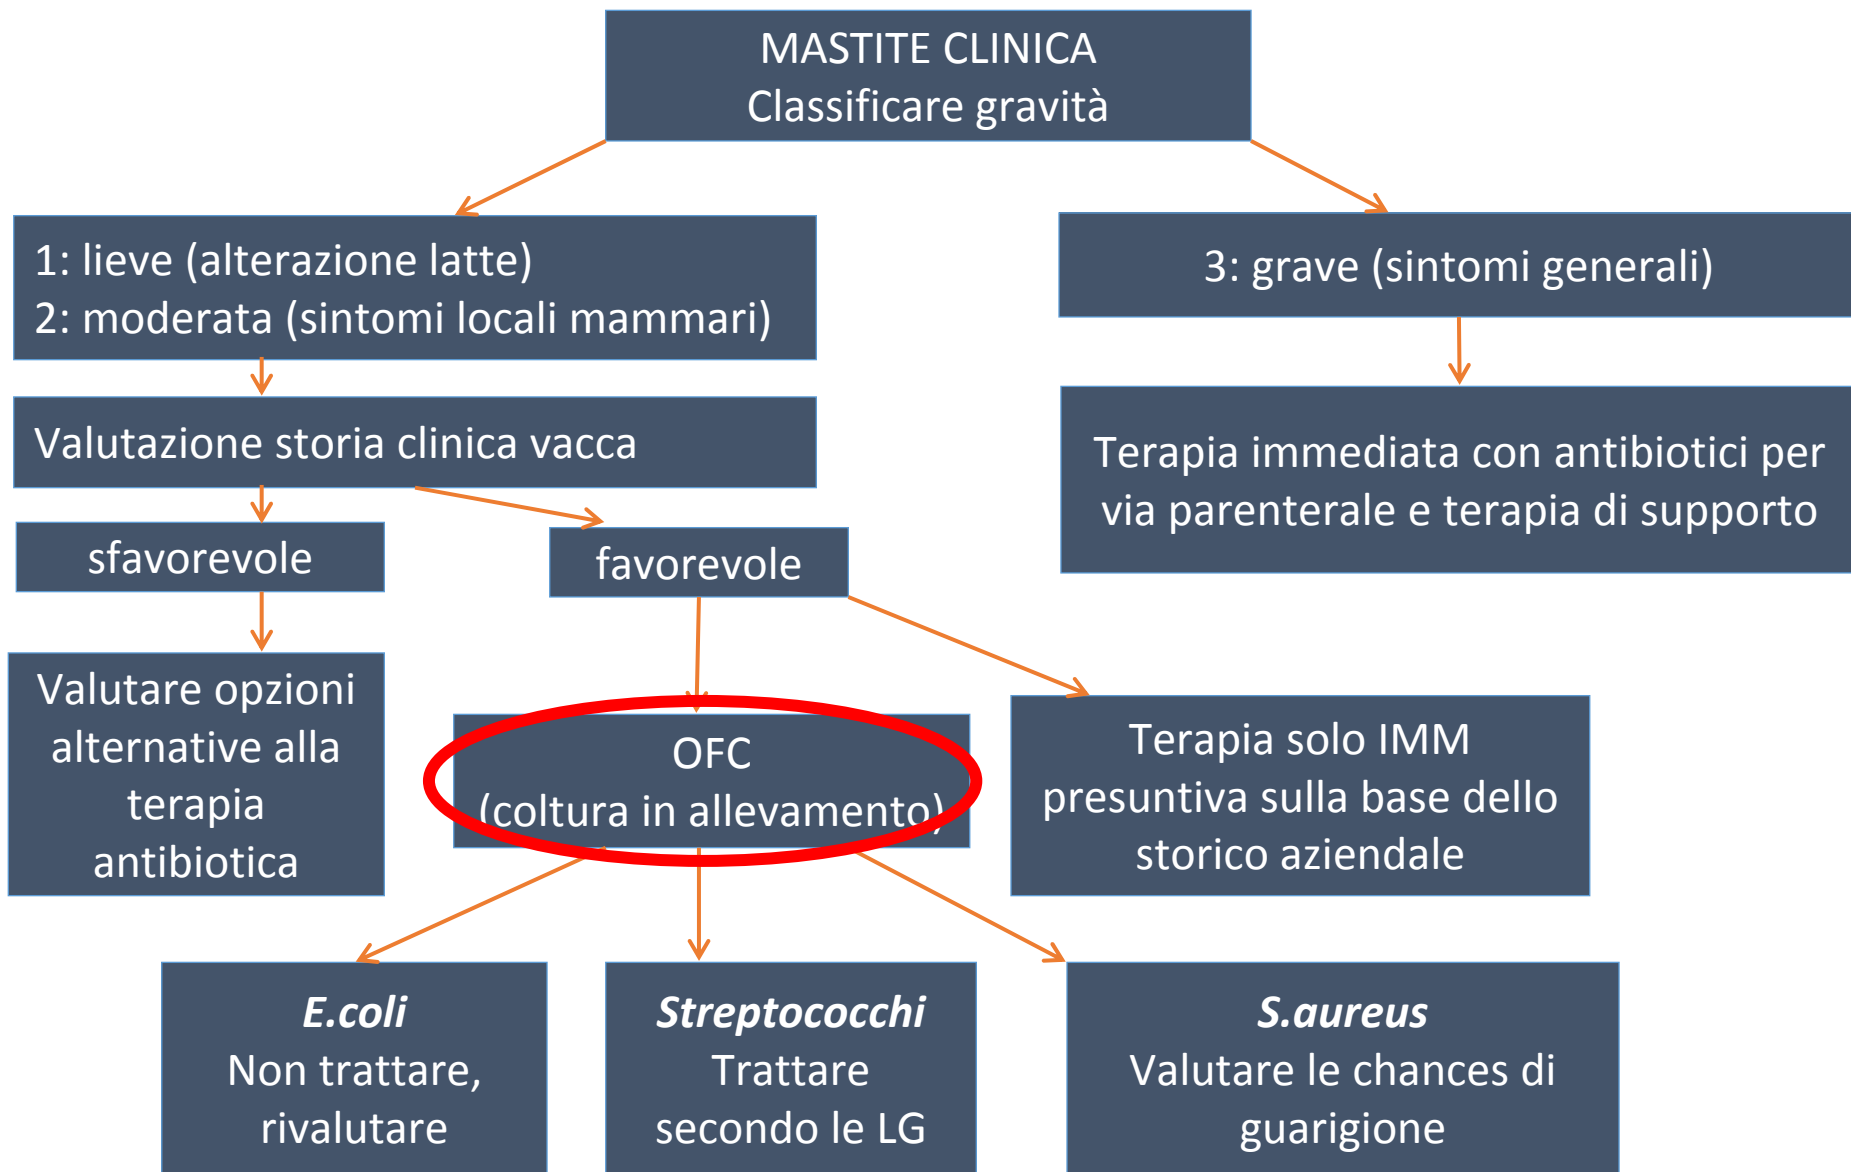 MASTITE CLINICA
Classificare gravità
1: lieve (alterazione latte)
2: moderata (sintomi locali mammari)
3: grave (sintomi generali)
Valutazione storia clinica vacca
Terapia immediata con antibiotici per
via parenterale e terapia di supporto
sfavorevole
favorevole
Valutare opzioni
alternative alla
terapia
antibiotica
OFC
(coltura in allevamento)
Terapia solo IMM
presuntiva sulla base dello
storico aziendale
E.coli
Non trattare,
rivalutare
Streptococchi
Trattare
secondo le LG
S.aureus
Valutare le chances di
guarigione